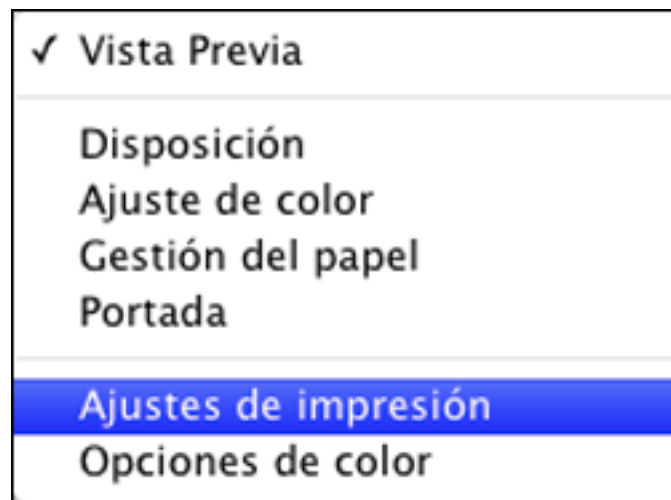 ✓ Vista Previa
Disposición
Ajuste de color
Gestión del papel
Portada
Ajustes de impresión
Opciones de color